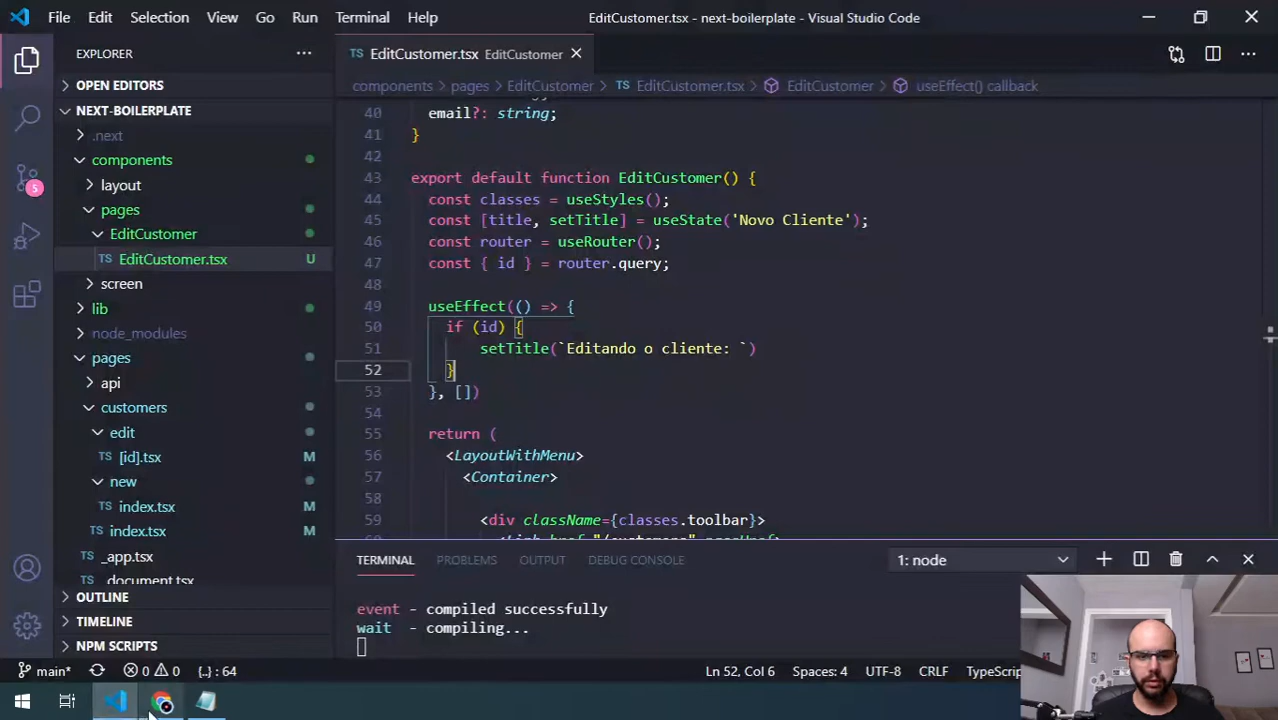 File Edit Selection View Go Run Terminal Help EditCustomer.tsx - next-boilerplate - Visual Studio Code
EXPLORER
OPEN EDITORS
NEXT-BOILERPLATE
.next
components
layout
pages
EditCustomer
TS EditCustomer.tsx U
screen
lib
node_modules
pages
api
customers
edit
[id].tsx M
new
index.tsx M
index.tsx M
_app.tsx
_document.tsx
OUTLINE
TIMELINE
NPM SCRIPTS
5
TS EditCustomer.tsx EditCustomer
components pages EditCustomer TS EditCustomer.tsx EditCustomer useEffect() callback
40 email?: string;
41 }
42
43 export default function EditCustomer() {
44 const classes = useStyles();
45 const [title, setTitle] = useState('Novo Cliente');
46 const router = useRouter();
47 const { id } = router.query;
48
49 useEffect(() => {
50 if (id) {
51 setTitle(`Editando o cliente: `)
52 }
53 }, [])
54
55 return (
56 <LayoutWithMenu>
57 <Container>
58
59 <div className={classes.toolbar}>
TERMINAL PROBLEMS OUTPUT DEBUG CONSOLE 1: node
event - compiled successfully
wait - compiling...
main* 0 0 {..} : 64 Ln 52, Col 6 Spaces: 4 UTF-8 CRLF